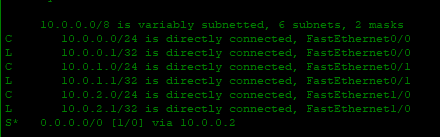 10.0.0.0/8 is variably subnetted, 6 subnets, 2 masks
C 10.0.0.0/24 is directly connected, FastEthernet0/0
L 10.0.0.1/32 is directly connected, FastEthernet0/0
C 10.0.1.0/24 is directly connected, FastEthernet0/1
L 10.0.1.1/32 is directly connected, FastEthernet0/1
C 10.0.2.0/24 is directly connected, FastEthernet1/0
L 10.0.2.1/32 is directly connected, FastEthernet1/0
S* 0.0.0.0/0 [1/0] via 10.0.0.2